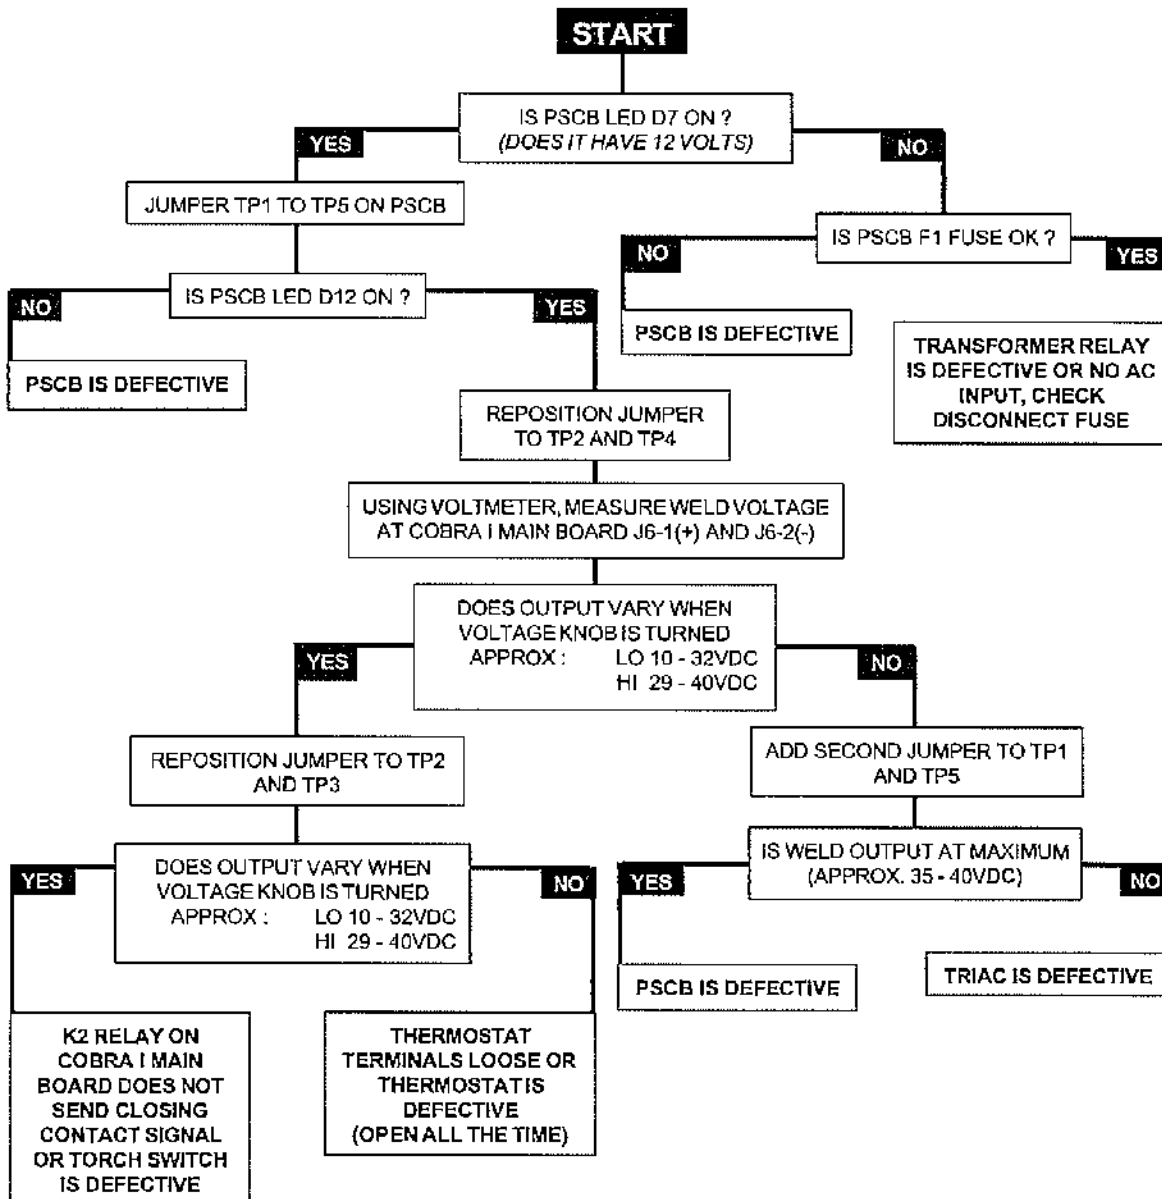 START
IS PSCB LED D7 ON ?
(DOES IT HAVE 12 VOLTS)
YES
NO
JUMPER TP1 TO TP5 ON PSCB
IS PSCB F1 FUSE OK ?
NO
YES
IS PSCB LED D12 ON ?
NO
YES
PSCB IS DEFECTIVE
TRANSFORMER RELAY
IS DEFECTIVE OR NO AC
INPUT, CHECK
DISCONNECT FUSE
PSCB IS DEFECTIVE
REPOSITION JUMPER
TO TP2 AND TP4
USING VOLTMETER, MEASURE WELD VOLTAGE
AT COBRA I MAIN BOARD J6-1(+) AND J6-2(-)
DOES OUTPUT VARY WHEN
VOLTAGE KNOB IS TURNED
APPROX : LO 10 - 32VDC
HI 29 - 40VDC
YES
NO
REPOSITION JUMPER TO TP2
AND TP3
ADD SECOND JUMPER TO TP1
AND TP5
DOES OUTPUT VARY WHEN
VOLTAGE KNOB IS TURNED
APPROX : LO 10 - 32VDC
HI 29 - 40VDC
YES
NO
IS WELD OUTPUT AT MAXIMUM
(APPROX. 35 - 40VDC)
YES
NO
PSCB IS DEFECTIVE
TRIAC IS DEFECTIVE
K2 RELAY ON
COBRA I MAIN
BOARD DOES NOT
SEND CLOSING
CONTACT SIGNAL
OR TORCH SWITCH
IS DEFECTIVE
THERMOSTAT
TERMINALS LOOSE OR
THERMOSTAT IS
DEFECTIVE
(OPEN ALL THE TIME)